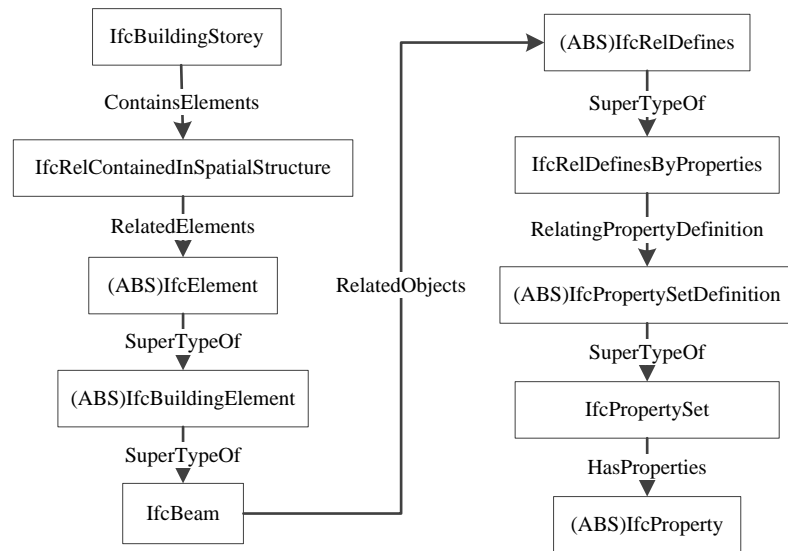 IfcBuildingStorey
ContainsElements
IfcRelContainedInSpatialStructure
RelatedElements
(ABS)IfcElement
SuperTypeOf
(ABS)IfcBuildingElement
SuperTypeOf
IfcBeam
RelatedObjects
(ABS)IfcRelDefines
SuperTypeOf
IfcRelDefinesByProperties
RelatingPropertyDefinition
(ABS)IfcPropertySetDefinition
SuperTypeOf
IfcPropertySet
HasProperties
(ABS)IfcProperty